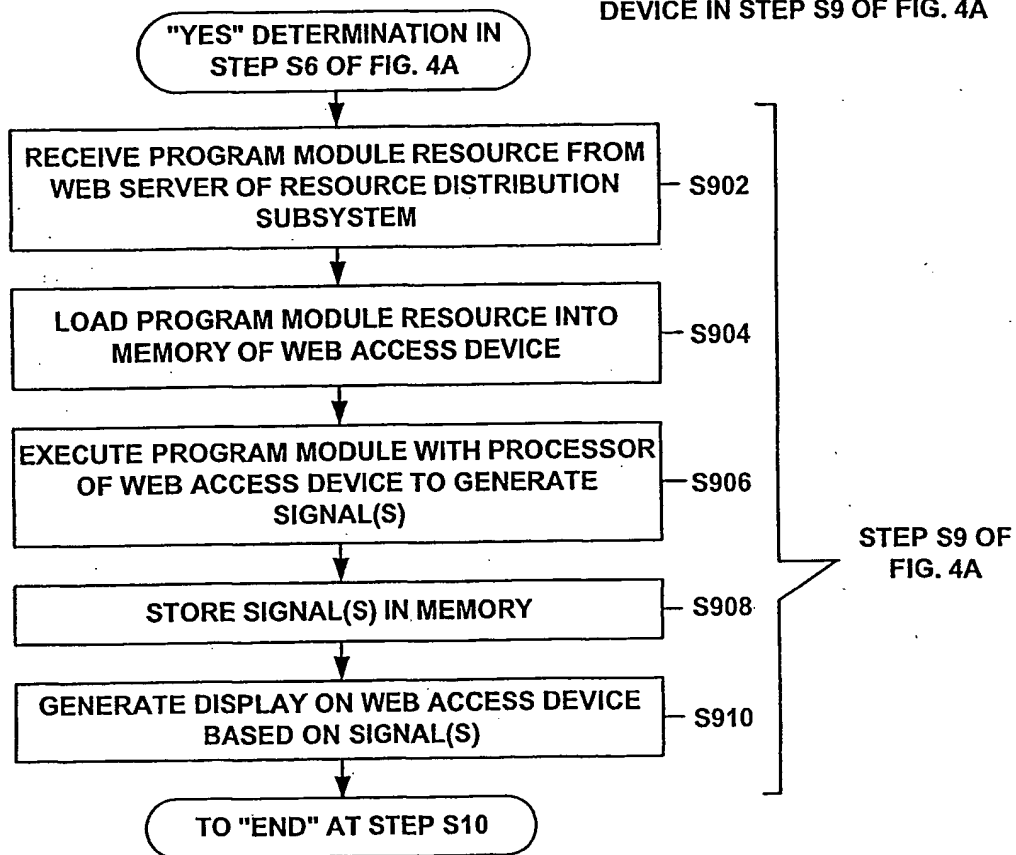 DEVICE IN STEP S9 OF FIG. 4A
"YES" DETERMINATION IN
STEP S6 OF FIG. 4A
RECEIVE PROGRAM MODULE RESOURCE FROM
WEB SERVER OF RESOURCE DISTRIBUTION
SUBSYSTEM
S902
LOAD PROGRAM MODULE RESOURCE INTO
MEMORY OF WEB ACCESS DEVICE
S904
EXECUTE PROGRAM MODULE WITH PROCESSOR
OF WEB ACCESS DEVICE TO GENERATE
SIGNAL(S)
S906
STORE SIGNAL(S) IN MEMORY
S908
GENERATE DISPLAY ON WEB ACCESS DEVICE
BASED ON SIGNAL(S)
S910
STEP S9 OF
FIG. 4A
TO "END" AT STEP S10